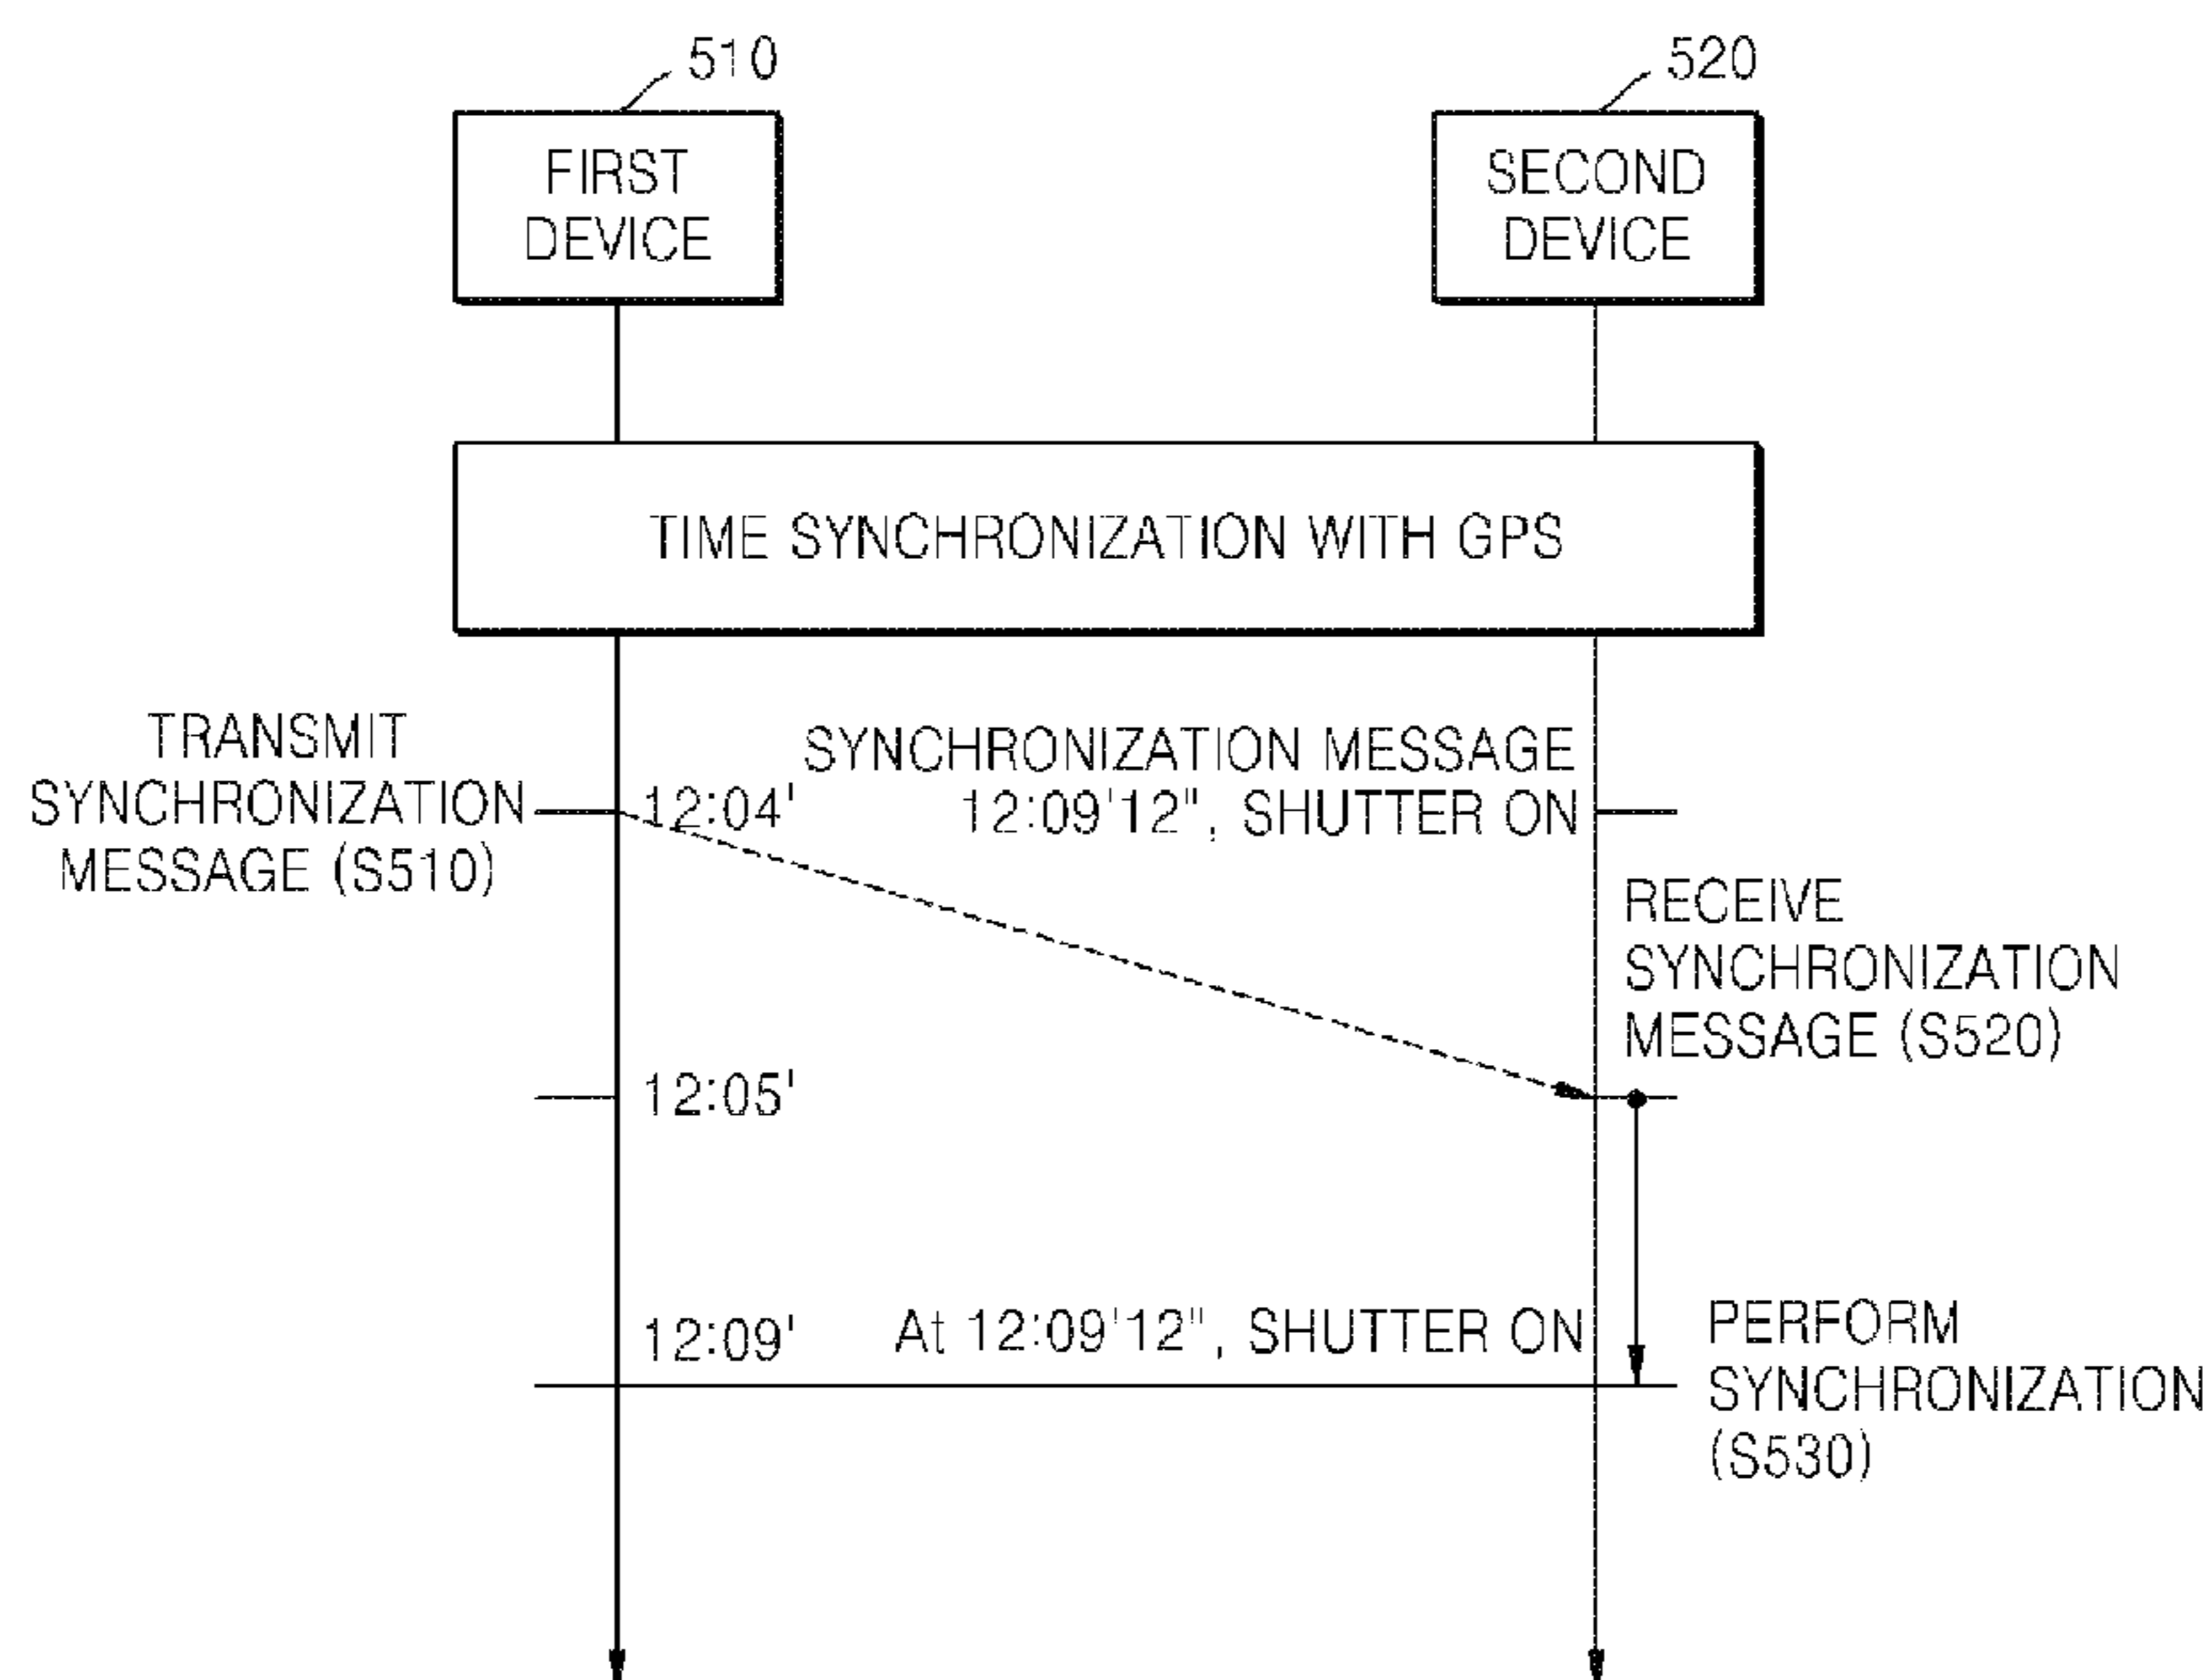 510
520
FIRST
DEVICE
SECOND
DEVICE
TIME SYNCHRONIZATION WITH GPS
TRANSMIT
SYNCHRONIZATION
MESSAGE (S510)
12:04'
SYNCHRONIZATION MESSAGE
12:09'12", SHUTTER ON
RECEIVE
SYNCHRONIZATION
MESSAGE (S520)
12:05'
12:09'
At 12:09'12", SHUTTER ON
PERFORM
SYNCHRONIZATION
(S530)